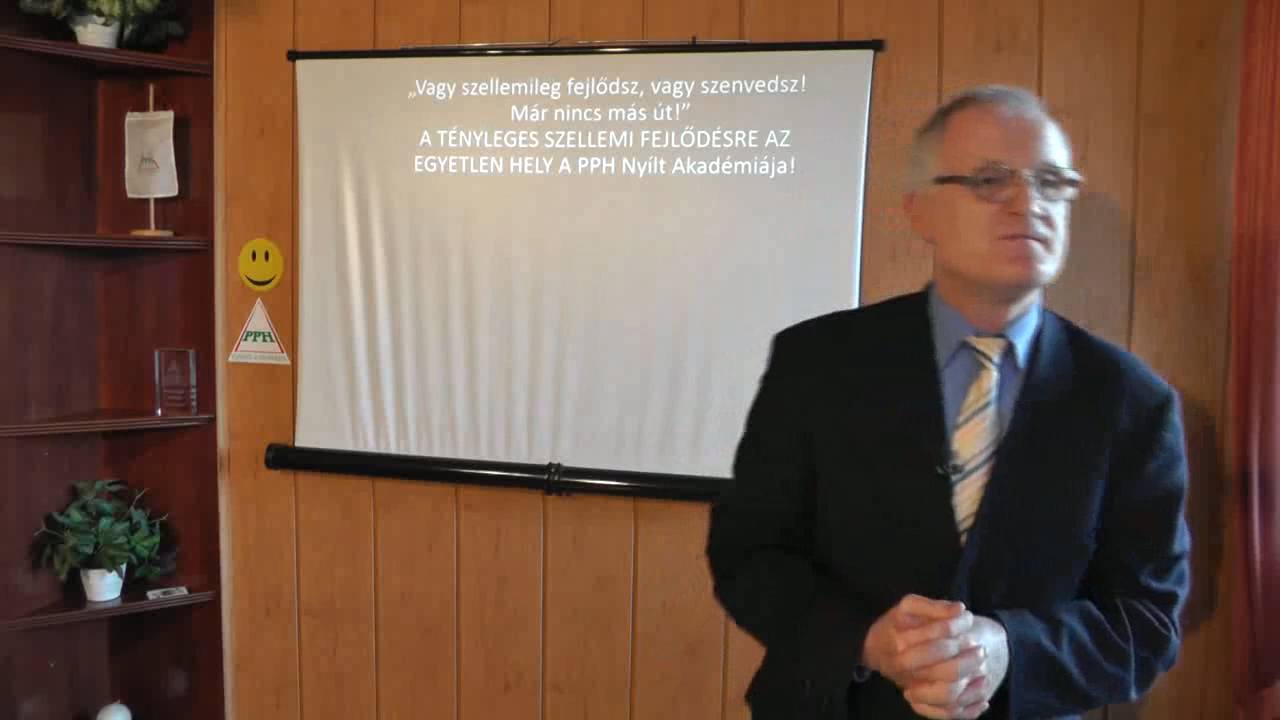 „Vagy szellemileg fejlődsz, vagy szenvedsz!
Már nincs más út!”
A TÉNYLEGES SZELLEMI FEJLŐDÉSRE AZ
EGYETLEN HELY A PPH Nyílt Akadémiája!
PPH